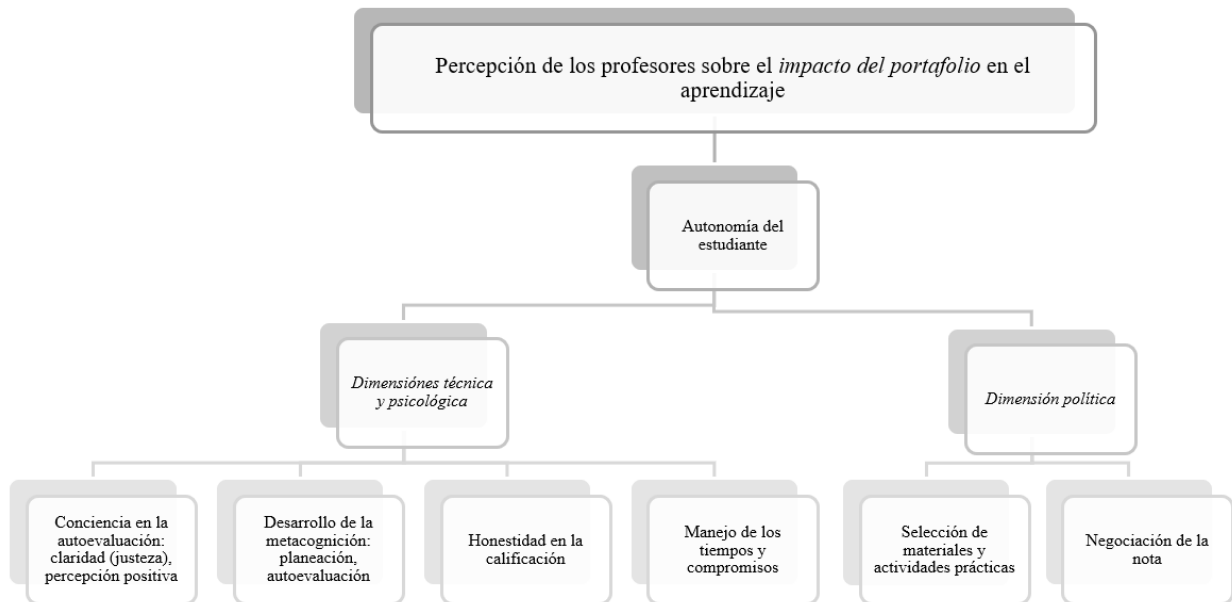 Percepción de los profesores sobre el impacto del portafolio en el
aprendizaje
Autonomía del
estudiante
Dimensiónes técnica
y psicológica
Dimensión política
Conciencia en la
autoevaluación:
claridad (justeza),
percepción positiva
Desarrollo de la
metacognición:
planeación,
autoevaluación
Honestidad en la
calificación
Manejo de los
tiempos y
compromisos
Selección de
materiales y
actividades prácticas
Negociación de la
nota